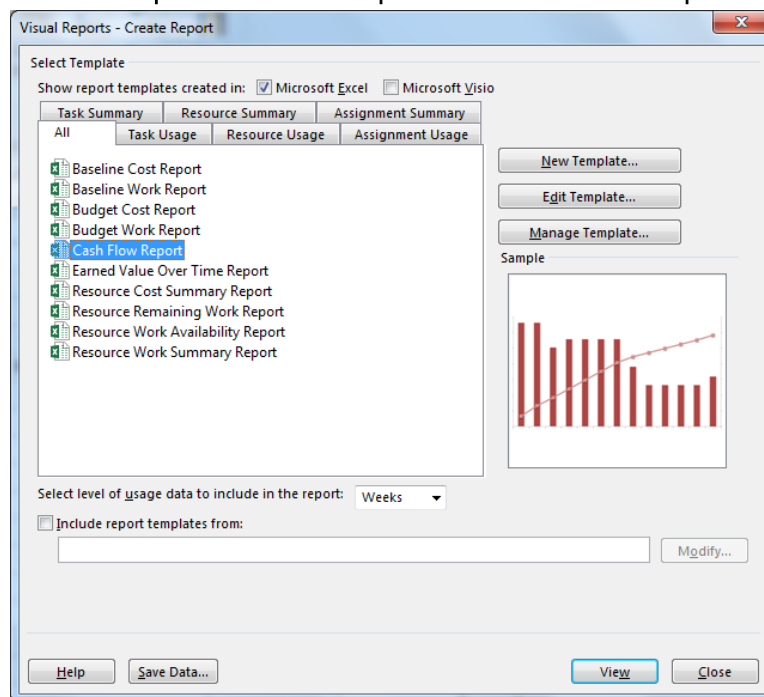 Visual Reports - Create Report
Select Template
Show report templates created in: Microsoft Excel Microsoft Visio
Task Summary Resource Summary Assignment Summary
All Task Usage Resource Usage Assignment Usage
Baseline Cost Report
Baseline Work Report
Budget Cost Report
Budget Work Report
Cash Flow Report
Earned Value Over Time Report
Resource Cost Summary Report
Resource Remaining Work Report
Resource Work Availability Report
Resource Work Summary Report
New Template...
Edit Template...
Manage Template...
Sample
Select level of usage data to include in the report: Weeks
Include report templates from:
Modify...
Help Save Data... View Close